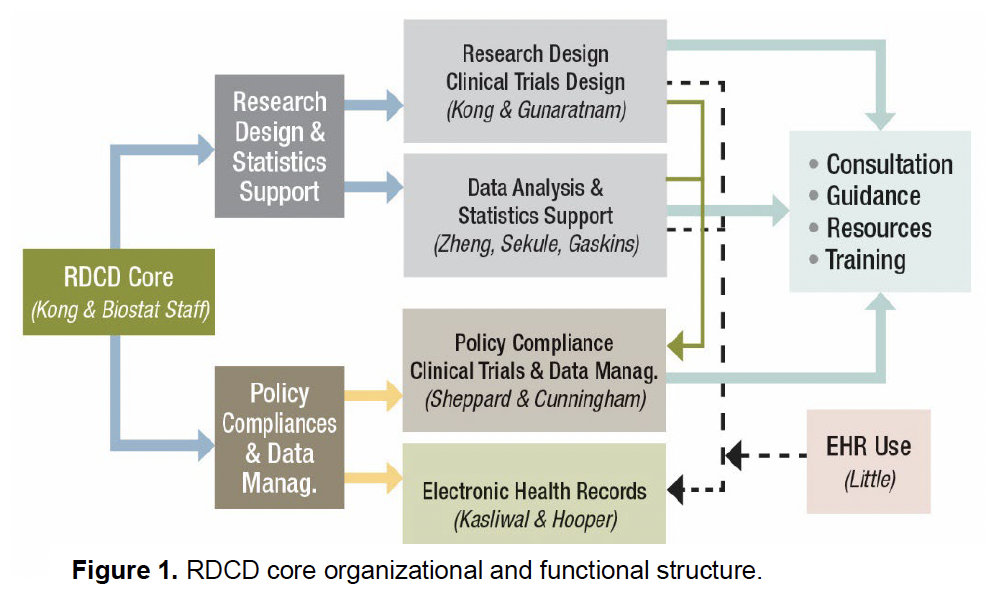 RDCD Core
(Kong & Biostat Staff)
Research
Design &
Statistics
Support
Policy
Compliances
& Data
Manag.
Research Design
Clinical Trials Design
(Kong & Gunaratnam)
Data Analysis &
Statistics Support
(Zheng, Sekule, Gaskins)
Policy Compliance
Clinical Trials & Data Manag.
(Sheppard & Cunningham)
Electronic Health Records
(Kasliwal & Hooper)
• Consultation
• Guidance
• Resources
• Training
EHR Use
(Little)
Figure 1. RDCD core organizational and functional structure.